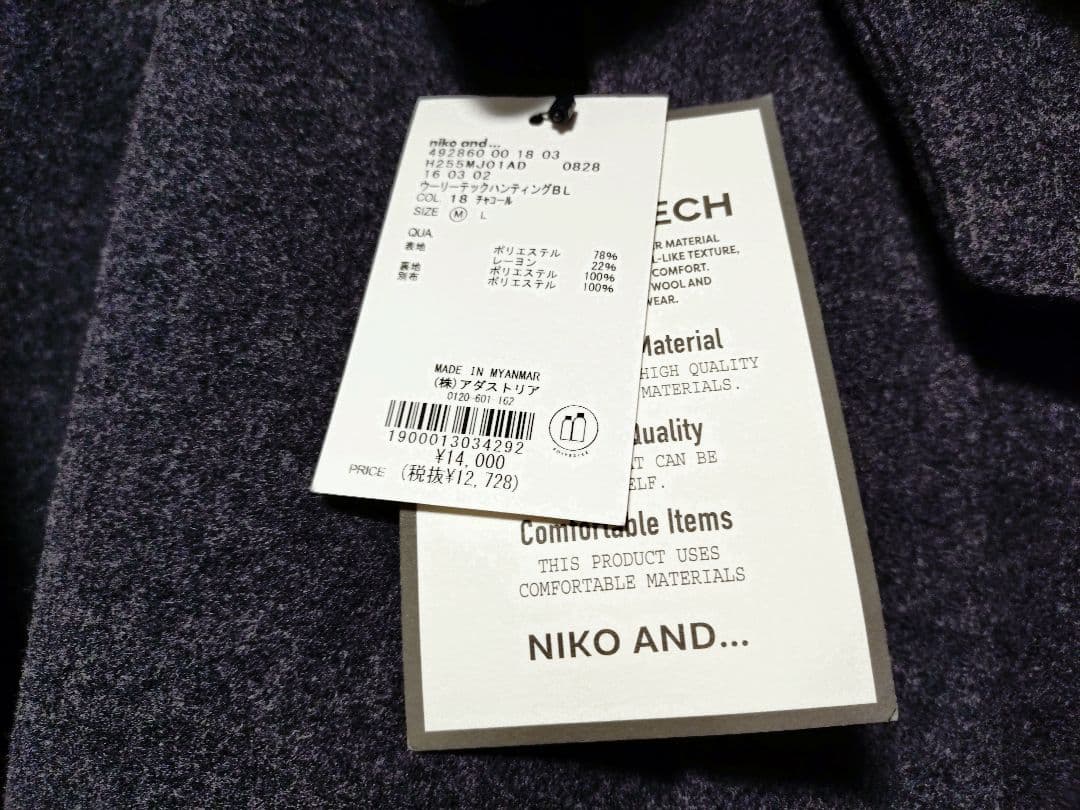 niko and...
492860 00 18 03
H255MJ01AD 0828
16 03 02
ウーリーテックハンティングBL
COL. 18 チャコール
SIZE M L
QUA.
表地 ポリエステル 78%
レーヨン 22%
裏地 ポリエステル 100%
別布 ポリエステル 100%
MADE IN MYANMAR
(株)アダストリア
0120-601-162
1900013034292
¥14,000
PRICE (税抜¥12,728)
ECH
R MATERIAL
L-LIKE TEXTURE,
COMFORT.
WOOL AND
WEAR.
Material
HIGH QUALITY
MATERIALS.
Quality
AT CAN BE
ELF.
Comfortable Items
THIS PRODUCT USES
COMFORTABLE MATERIALS
NIKO AND...